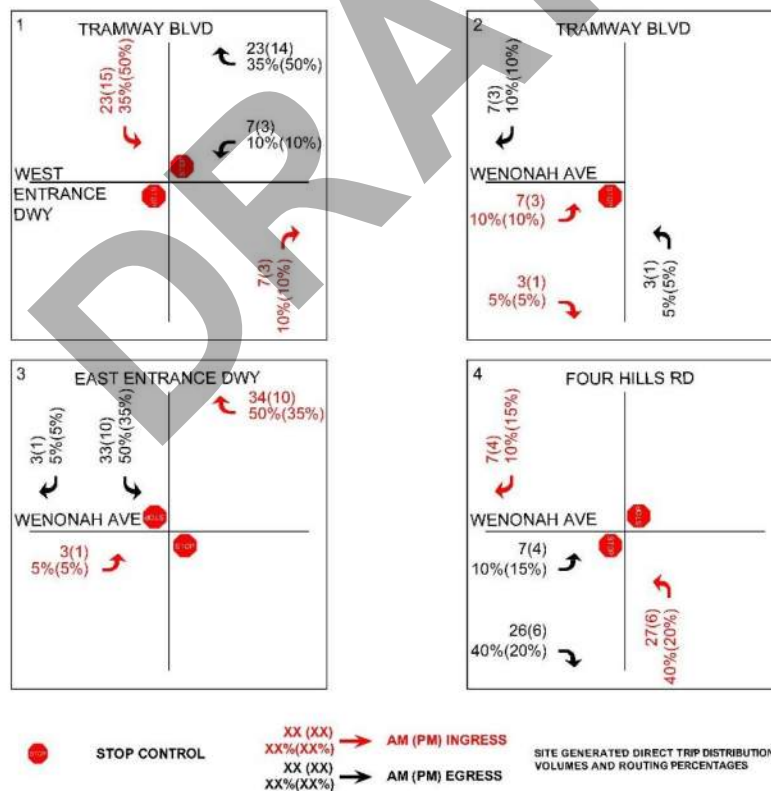 1
TRAMWAY BLVD
23(14)
35%(50%)
23(15)
35%(50%)
7(3)
10%(10%)
STOP
WEST
ENTRANCE
DWY
STOP
7(3)
10%(10%)
2
TRAMWAY BLVD
7(3)
10%(10%)
WENONAH AVE
STOP
7(3)
10%(10%)
3(1)
5%(5%)
3(1)
5%(5%)
3
EAST ENTRANCE DWY
34(10)
50%(35%)
3(1)
5%(5%)
33(10)
50%(35%)
WENONAH AVE
STOP
STOP
3(1)
5%(5%)
4
FOUR HILLS RD
7(4)
10%(15%)
WENONAH AVE
STOP
STOP
7(4)
10%(15%)
26(6)
40%(20%)
27(6)
40%(20%)
STOP
STOP CONTROL
XX (XX)
XX%(XX%)
AM (PM) INGRESS
XX (XX)
XX%(XX%)
AM (PM) EGRESS
SITE GENERATED DIRECT TRIP DISTRIBUTION
VOLUMES AND ROUTING PERCENTAGES